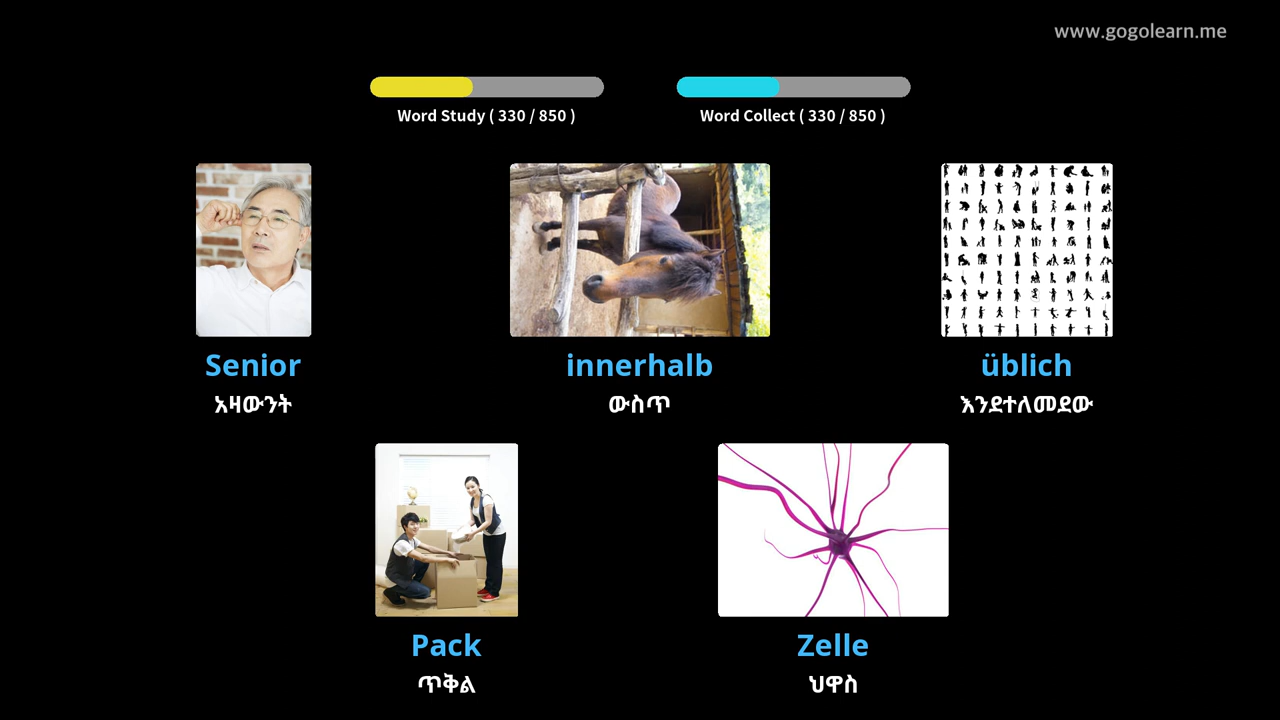 www.gogolearn.me
Word Study ( 330 / 850 )
Word Collect ( 330 / 850 )
Senior
አዛውንት
innerhalb
ውስጥ
üblich
እንደተለመደው
Pack
ጥቅል
Zelle
ህዋስ